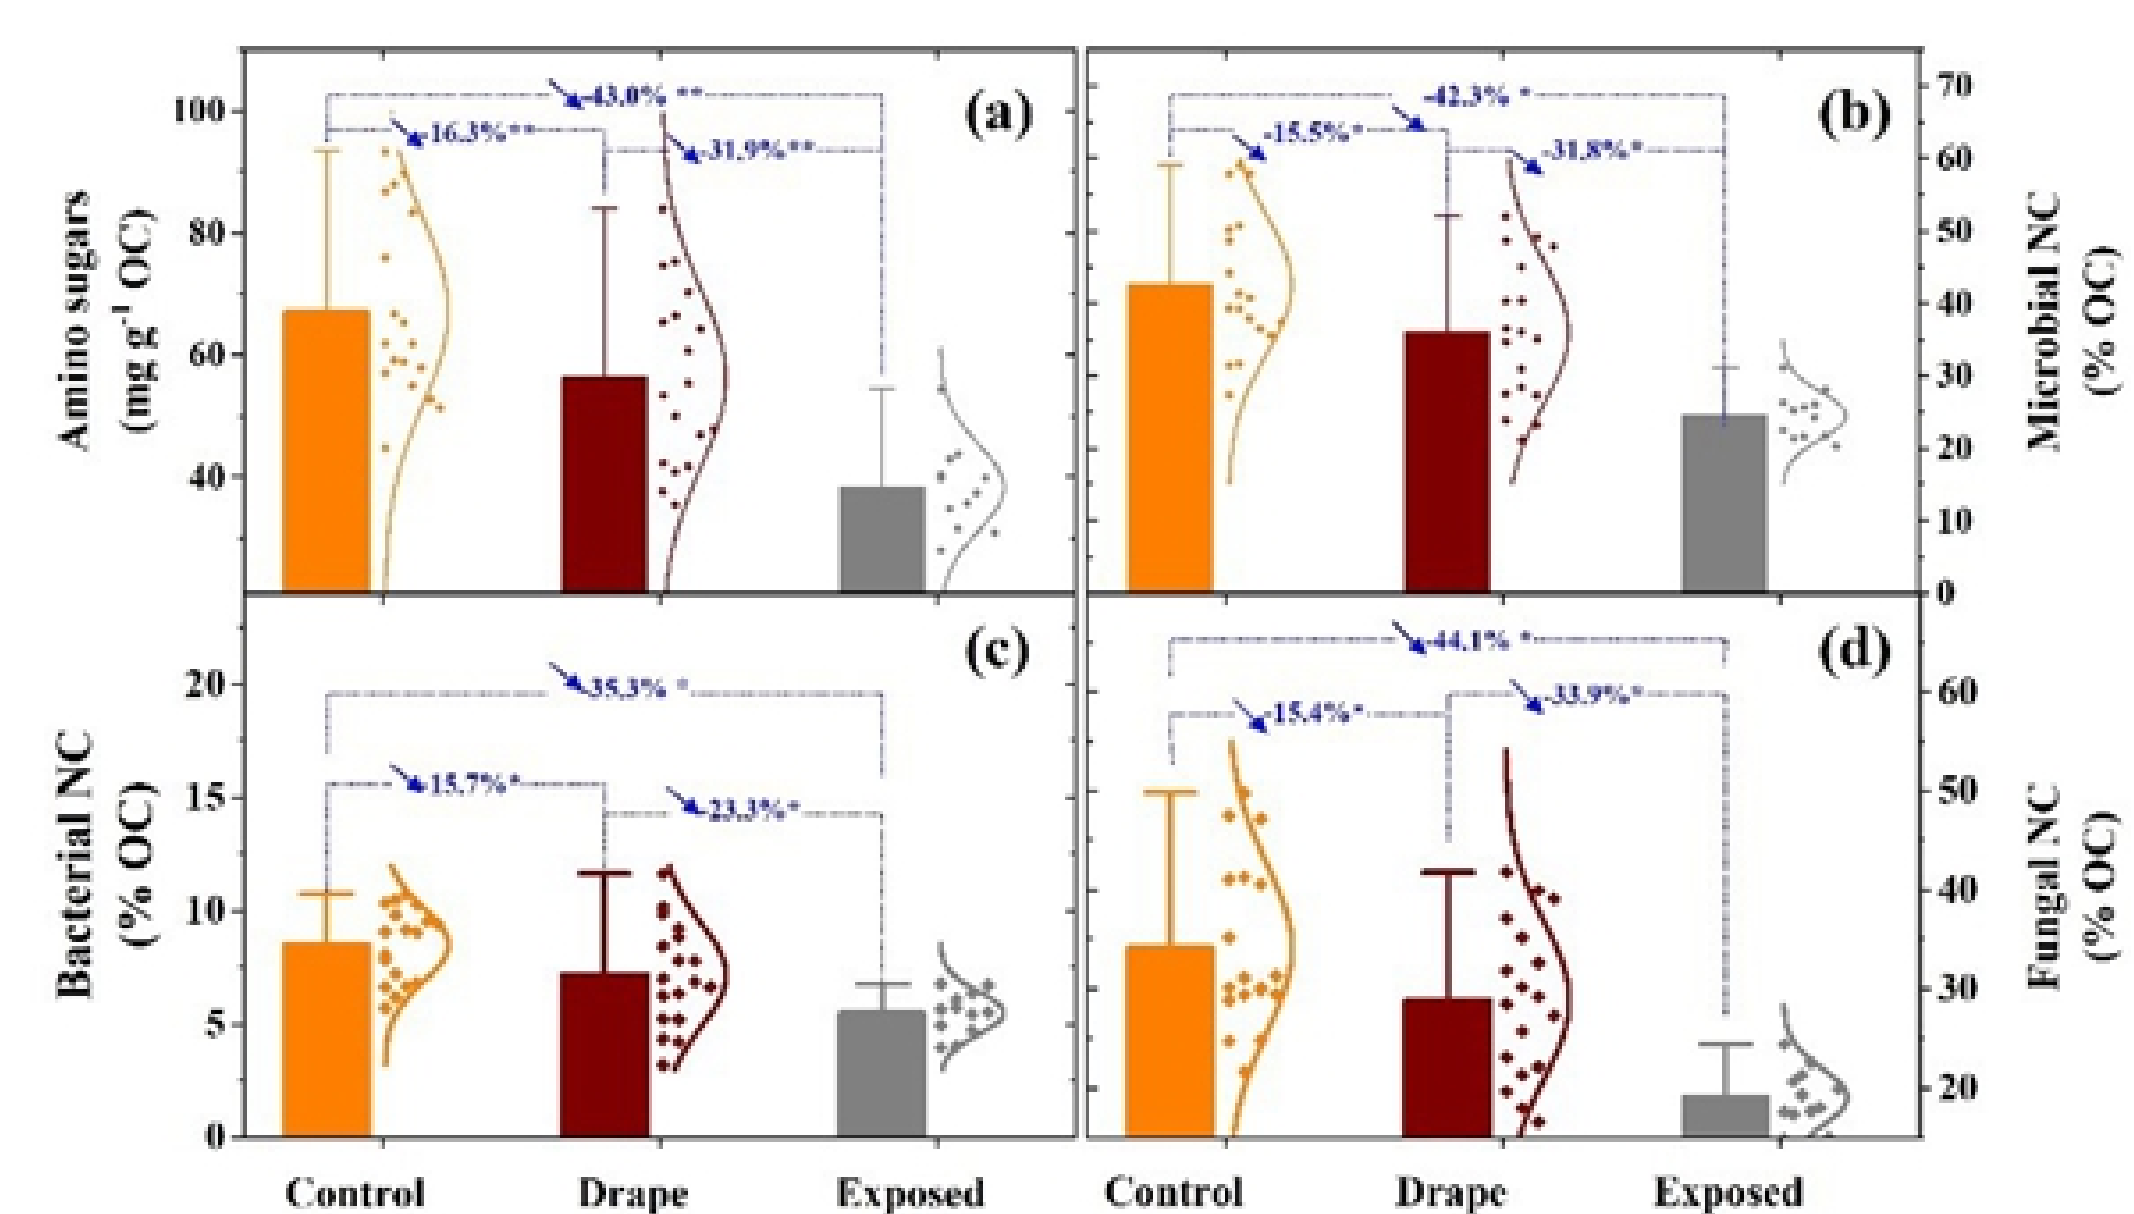 (a)
-43.0% **
-16.3%**
-31.9%**
100
80
60
40
Amino sugars
(mg g⁻¹ OC)
(b)
-42.3% *
-15.5%*
-31.8%*
70
60
50
40
30
20
10
0
Microbial NC
(% OC)
(c)
-35.3% *
-15.7%*
-23.3%*
20
15
10
5
0
Bacterial NC
(% OC)
(d)
-44.1% *
-15.4%*
-33.9%*
60
50
40
30
20
Fungal NC
(% OC)
Control Drape Exposed
Control Drape Exposed